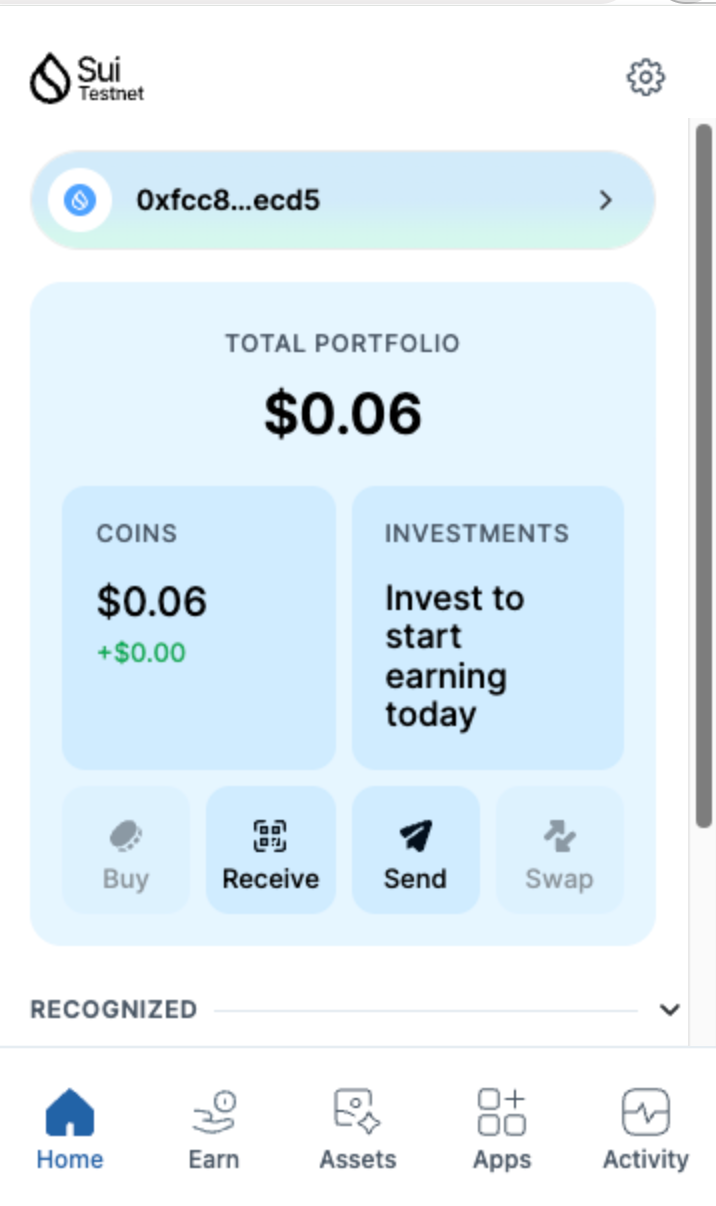 Sui
Testnet
0xfcc8...ecd5
TOTAL PORTFOLIO
$0.06
COINS
$0.06
+$0.00
INVESTMENTS
Invest to
start
earning
today
Buy
Receive
Send
Swap
RECOGNIZED
Home
Earn
Assets
Apps
Activity